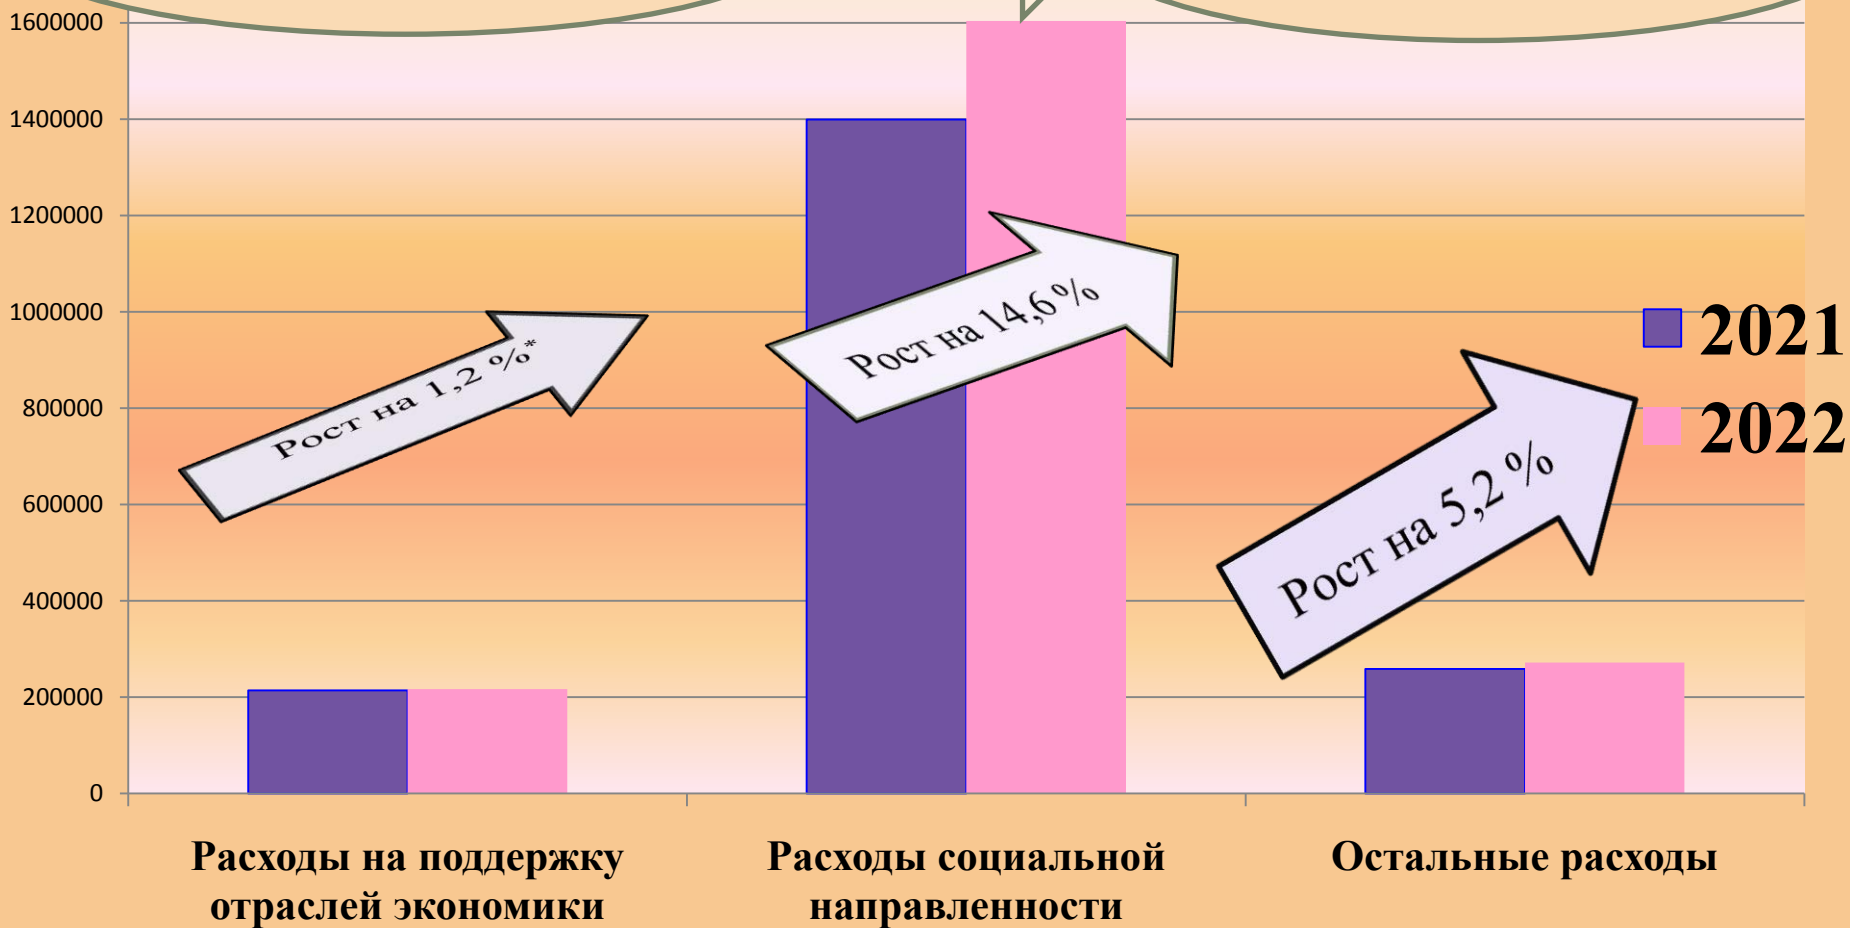 1600000
1400000
1200000
1000000
800000
600000
400000
200000
0
Рост на 1,2 %*
Рост на 14,6 %
Рост на 5,2 %
2021
2022
Расходы на поддержку
отраслей экономики
Расходы социальной
направленности
Остальные расходы